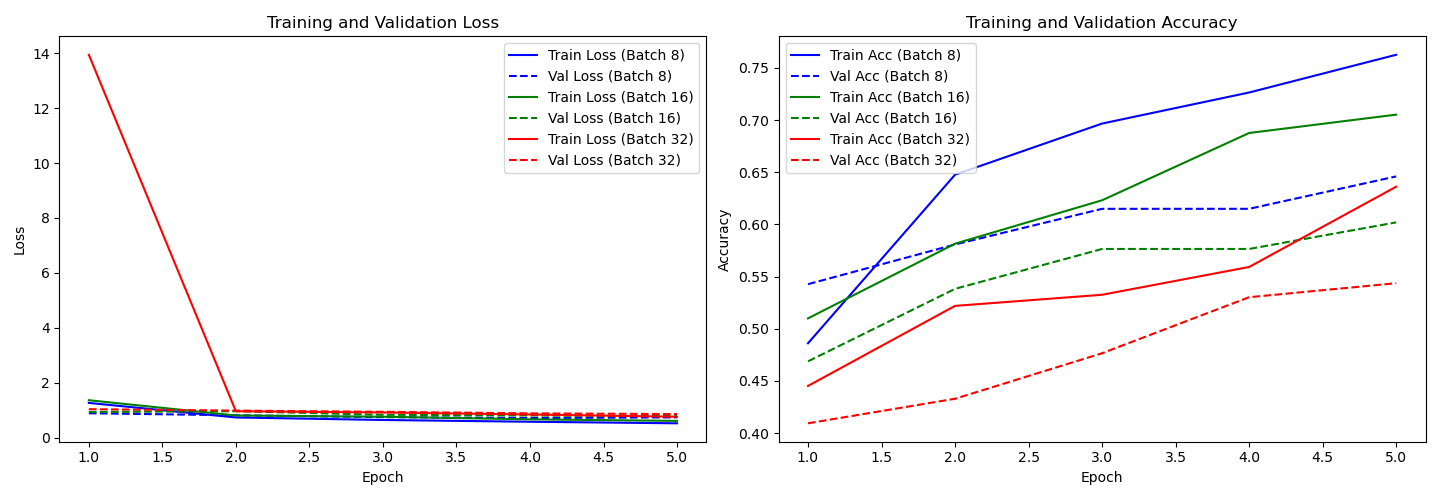 Training and Validation Loss
Train Loss (Batch 8)
Val Loss (Batch 8)
Train Loss (Batch 16)
Val Loss (Batch 16)
Train Loss (Batch 32)
Val Loss (Batch 32)
14
12
10
8
6
4
2
0
Loss
1.0 1.5 2.0 2.5 3.0 3.5 4.0 4.5 5.0
Epoch
Training and Validation Accuracy
Train Acc (Batch 8)
Val Acc (Batch 8)
Train Acc (Batch 16)
Val Acc (Batch 16)
Train Acc (Batch 32)
Val Acc (Batch 32)
0.75
0.70
0.65
0.60
0.55
0.50
0.45
0.40
Accuracy
1.0 1.5 2.0 2.5 3.0 3.5 4.0 4.5 5.0
Epoch